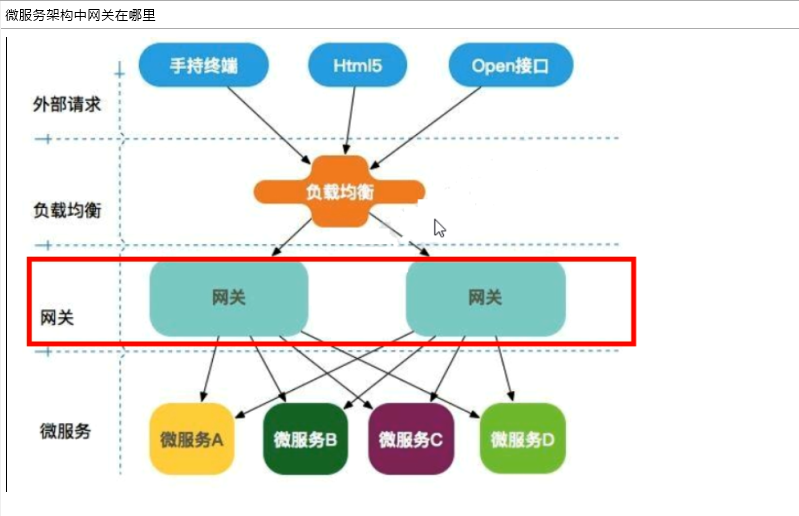 微服务架构中网关在哪里
手持终端
Html5
Open接口
外部请求
负载均衡
负载均衡
网关
网关
网关
微服务
微服务A
微服务B
微服务C
微服务D